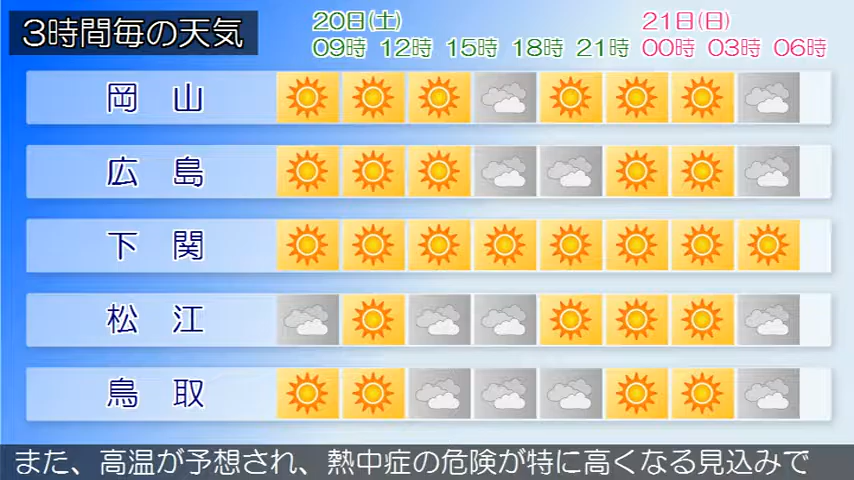 3時間毎の天気
20日(土) 21日(日)
09時 12時 15時 18時 21時 00時 03時 06時
岡 山
広 島
下 関
松 江
鳥 取
また、高温が予想され、熱中症の危険が特に高くなる見込みで